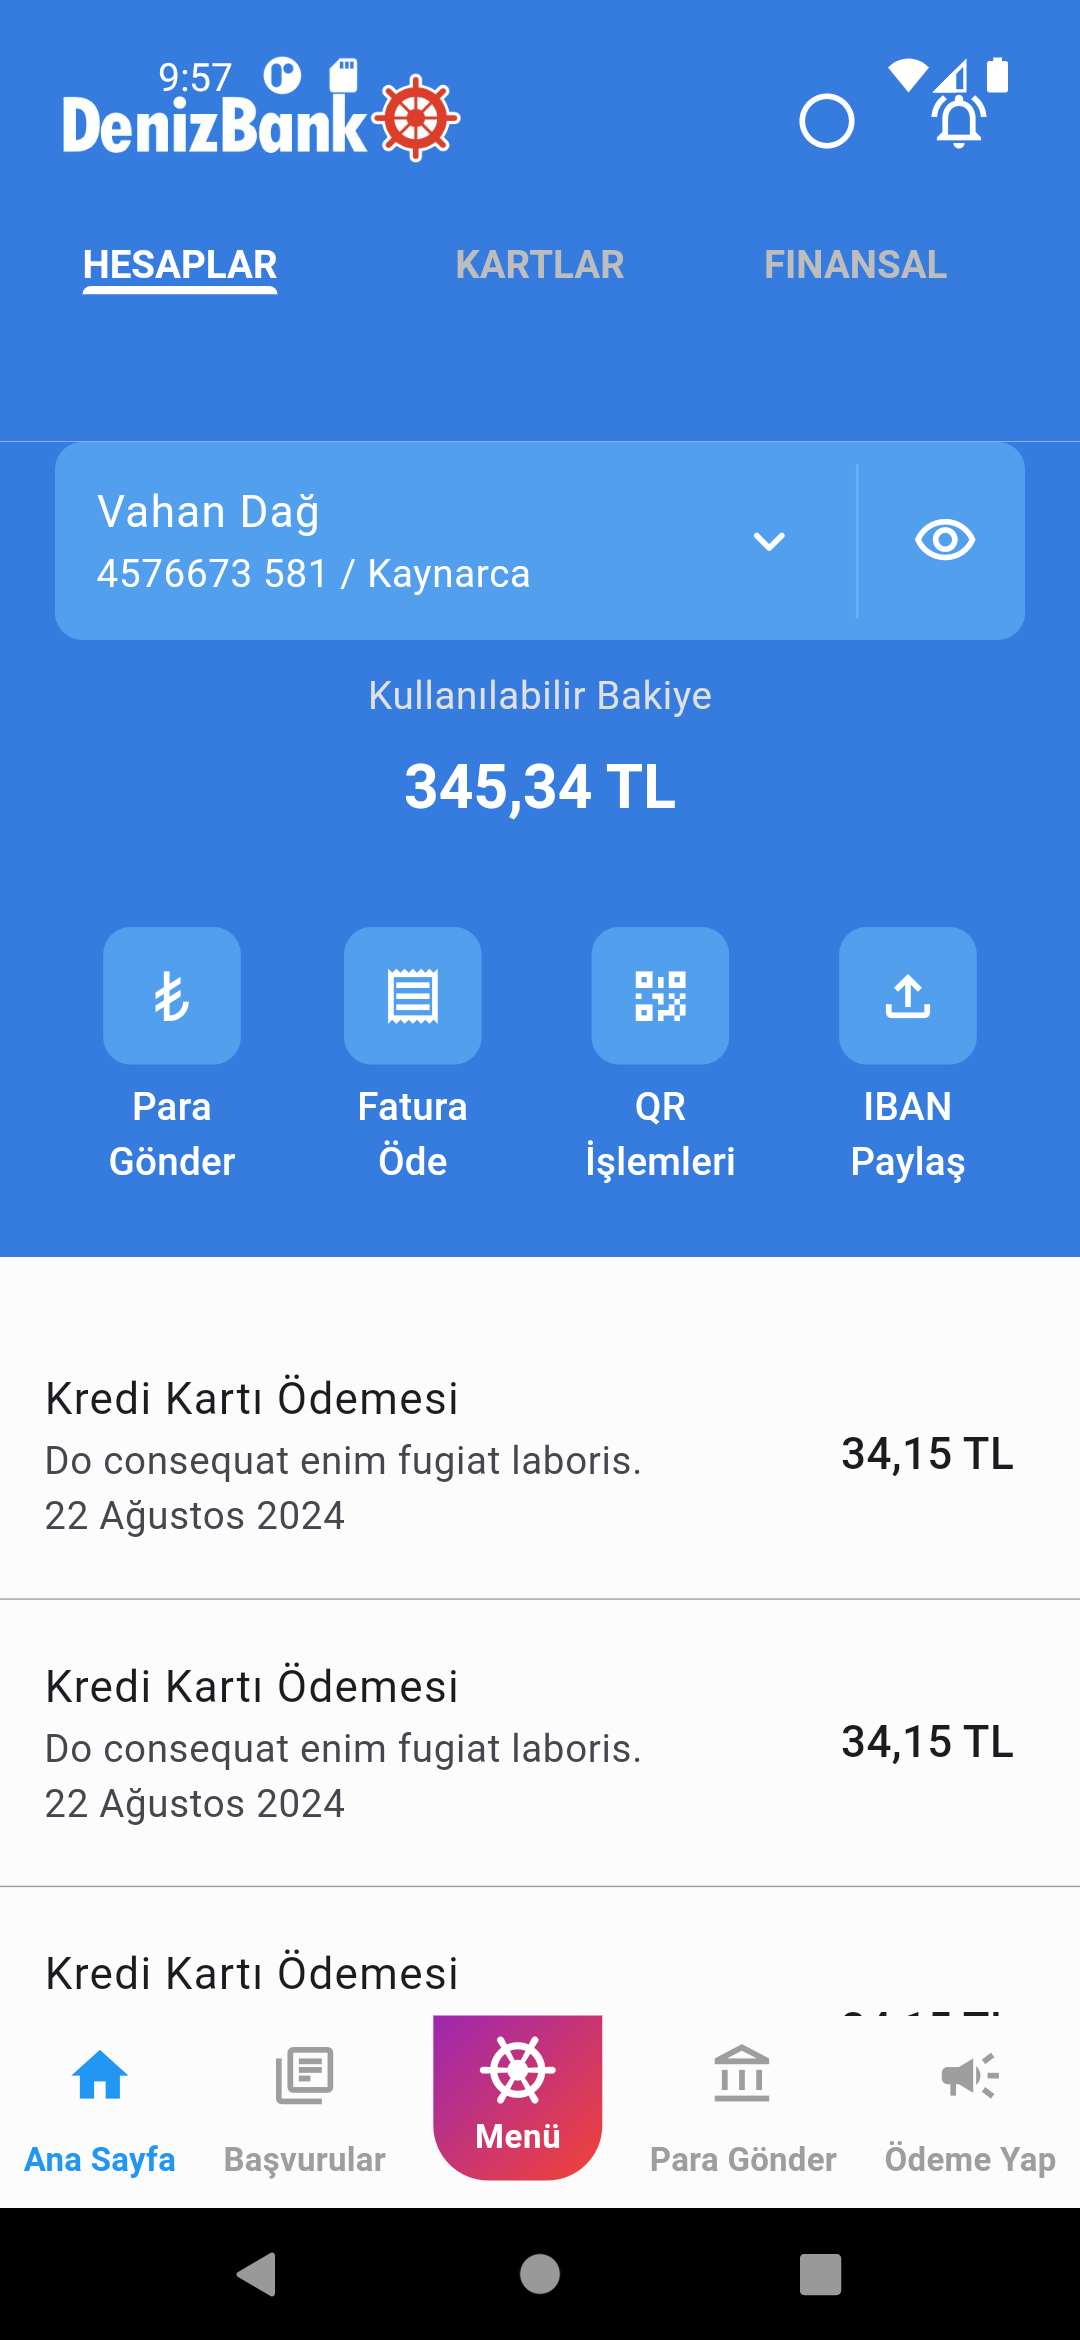 9:57
DenizBank
HESAPLAR KARTLAR FINANSAL
Vahan Dağ
4576673 581 / Kaynarca
Kullanılabilir Bakiye
345,34 TL
Para Gönder
Fatura Öde
QR İşlemleri
IBAN Paylaş
Kredi Kartı Ödemesi
Do consequat enim fugiat laboris.
22 Ağustos 2024
34,15 TL
Kredi Kartı Ödemesi
Do consequat enim fugiat laboris.
22 Ağustos 2024
34,15 TL
Kredi Kartı Ödemesi
Ana Sayfa
Başvurular
Menü
Para Gönder
Ödeme Yap